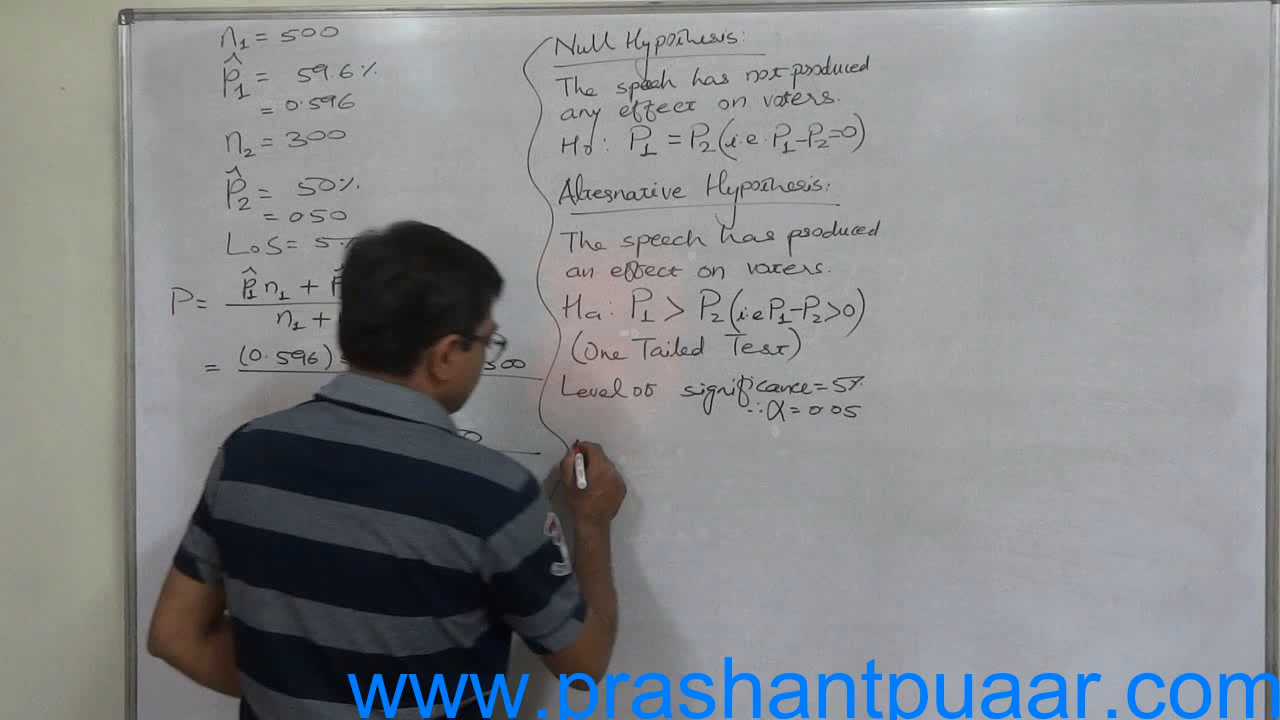 n₁ = 500
p̂₁ = 59.6%
= 0.596
n₂ = 300
p̂₂ = 50%
= 050
LoS = 5
P = p̂₁n₁ +
n₁ +
= (0.596) 300
0
Null Hypothesis:
The speech has not produced
any effect on voters.
Ho: P₁ = P₂ (i.e. P₁-P₂=0)
Alternative Hypothesis:
The speech has produced
an effect on voters.
Ha: P₁ > P₂ (i.e P₁-P₂>0)
(One Tailed Test)
Level of significance = 5%
∴ α = 0.05
3
www.prashantpuaar.com